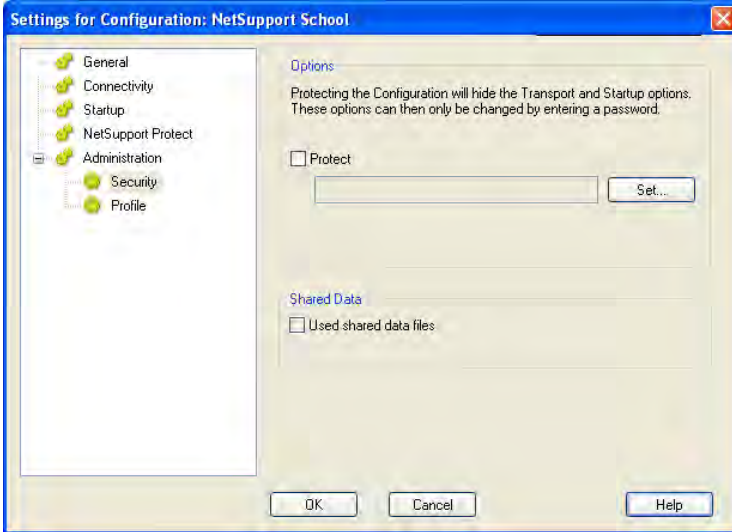 Settings for Configuration: NetSupport School
General
Connectivity
Startup
NetSupport Protect
Administration
Security
Profile
Options
Protecting the Configuration will hide the Transport and Startup options.
These options can then only be changed by entering a password.
Protect
Set...
Shared Data
Used shared data files
OK
Cancel
Help